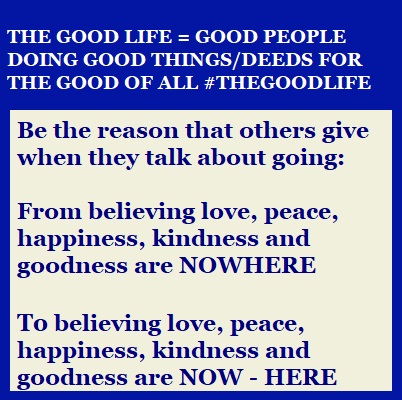 THE GOOD LIFE = GOOD PEOPLE
DOING GOOD THINGS/DEEDS FOR
THE GOOD OF ALL #THEGOODLIFE
Be the reason that others give
when they talk about going:
From believing love, peace,
happiness, kindness and
goodness are NOWHERE
To believing love, peace,
happiness, kindness and
goodness are NOW - HERE